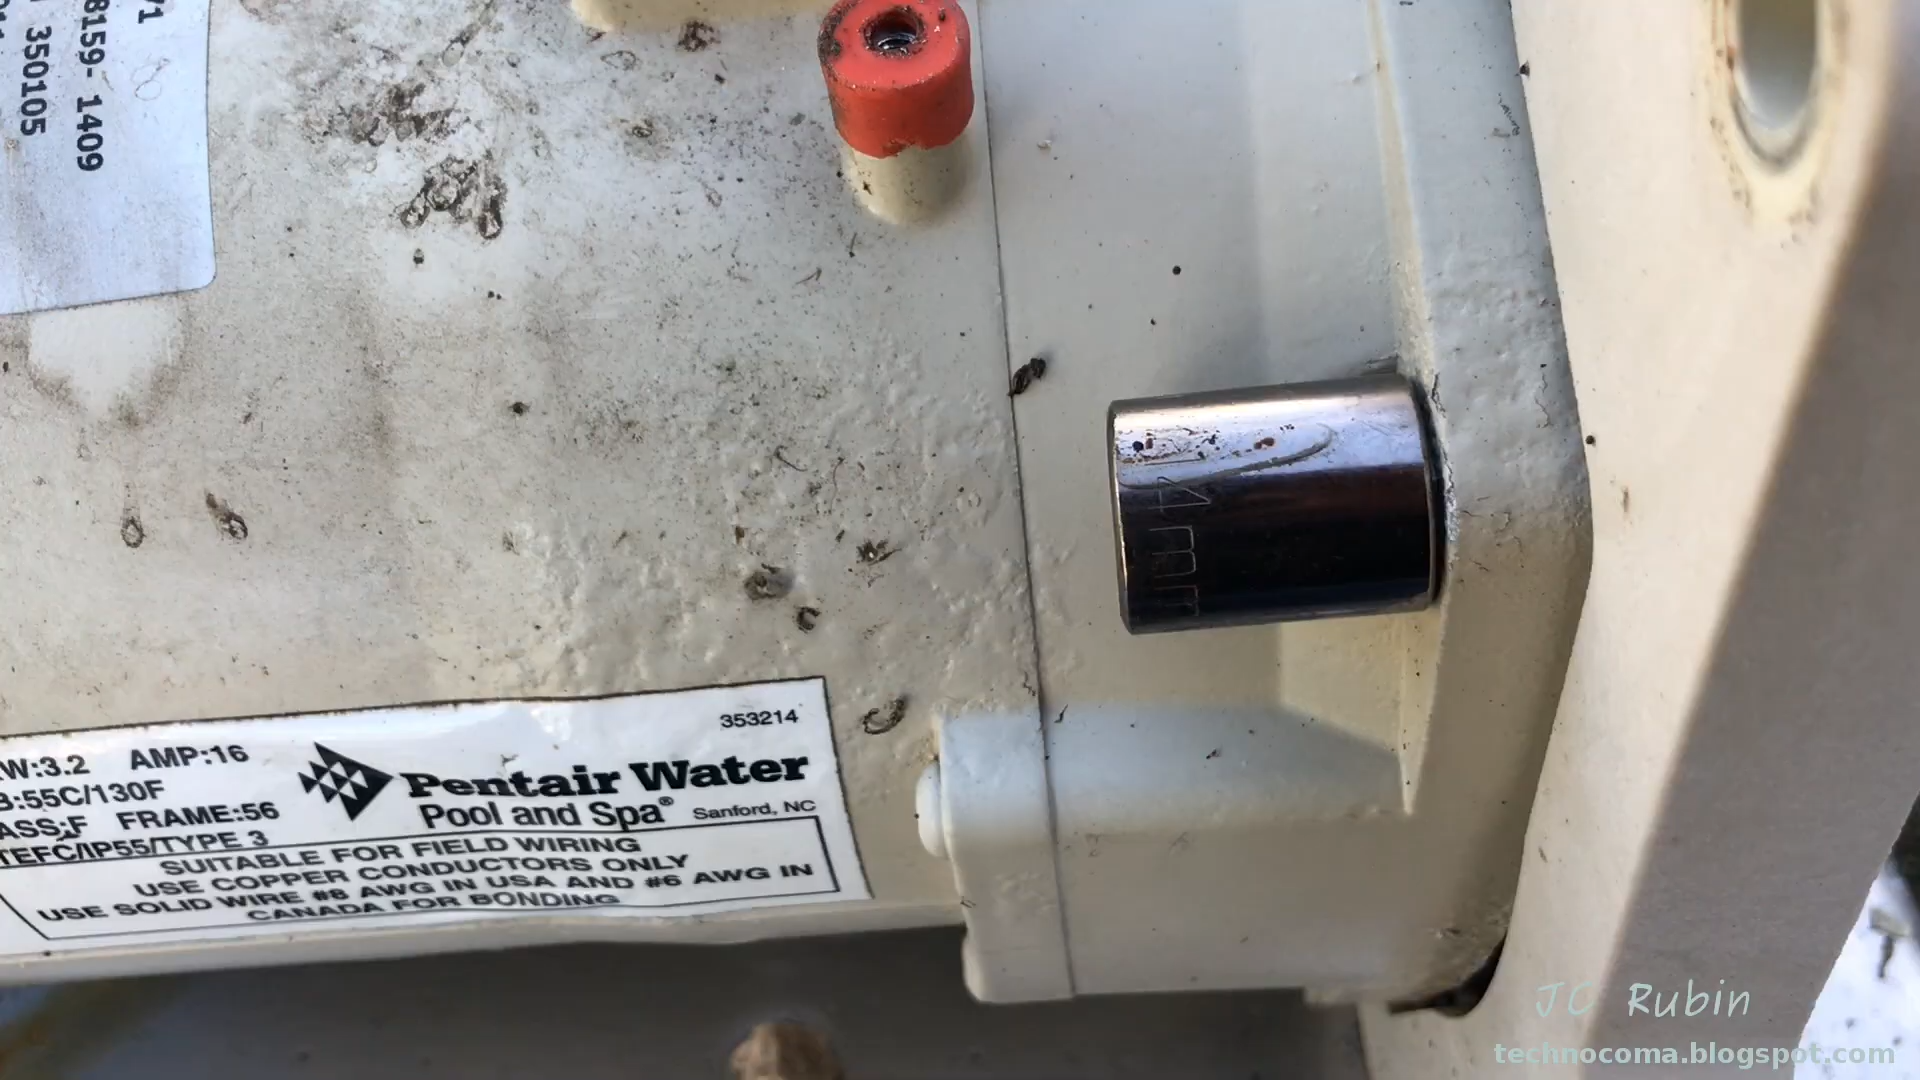 8159- 1409
350105
353214
W:3.2 AMP:16
B:55C/130F
ASS:F FRAME:56
TEFC/IP55/TYPE 3
Pentair Water
Pool and Spa® Sanford, NC
SUITABLE FOR FIELD WIRING
USE COPPER CONDUCTORS ONLY
USE SOLID WIRE #8 AWG IN USA AND #6 AWG IN
CANADA FOR BONDING
14mm
JC Rubin
technocoma.blogspot.com